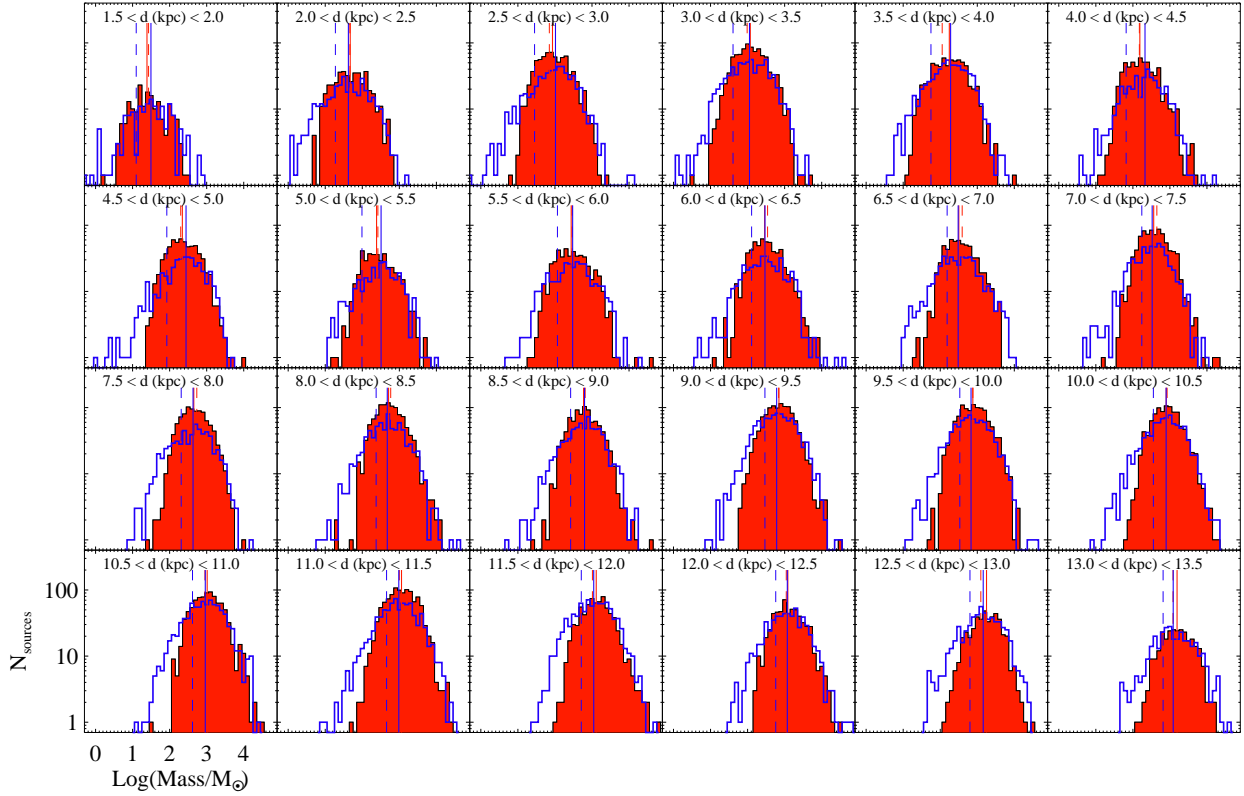 1.5 < d (kpc) < 2.0
2.0 < d (kpc) < 2.5
2.5 < d (kpc) < 3.0
3.0 < d (kpc) < 3.5
3.5 < d (kpc) < 4.0
4.0 < d (kpc) < 4.5
4.5 < d (kpc) < 5.0
5.0 < d (kpc) < 5.5
5.5 < d (kpc) < 6.0
6.0 < d (kpc) < 6.5
6.5 < d (kpc) < 7.0
7.0 < d (kpc) < 7.5
7.5 < d (kpc) < 8.0
8.0 < d (kpc) < 8.5
8.5 < d (kpc) < 9.0
9.0 < d (kpc) < 9.5
9.5 < d (kpc) < 10.0
10.0 < d (kpc) < 10.5
10.5 < d (kpc) < 11.0
11.0 < d (kpc) < 11.5
11.5 < d (kpc) < 12.0
12.0 < d (kpc) < 12.5
12.5 < d (kpc) < 13.0
13.0 < d (kpc) < 13.5
100
10
1
N_sources
0 1 2 3 4
Log(Mass/M☉)